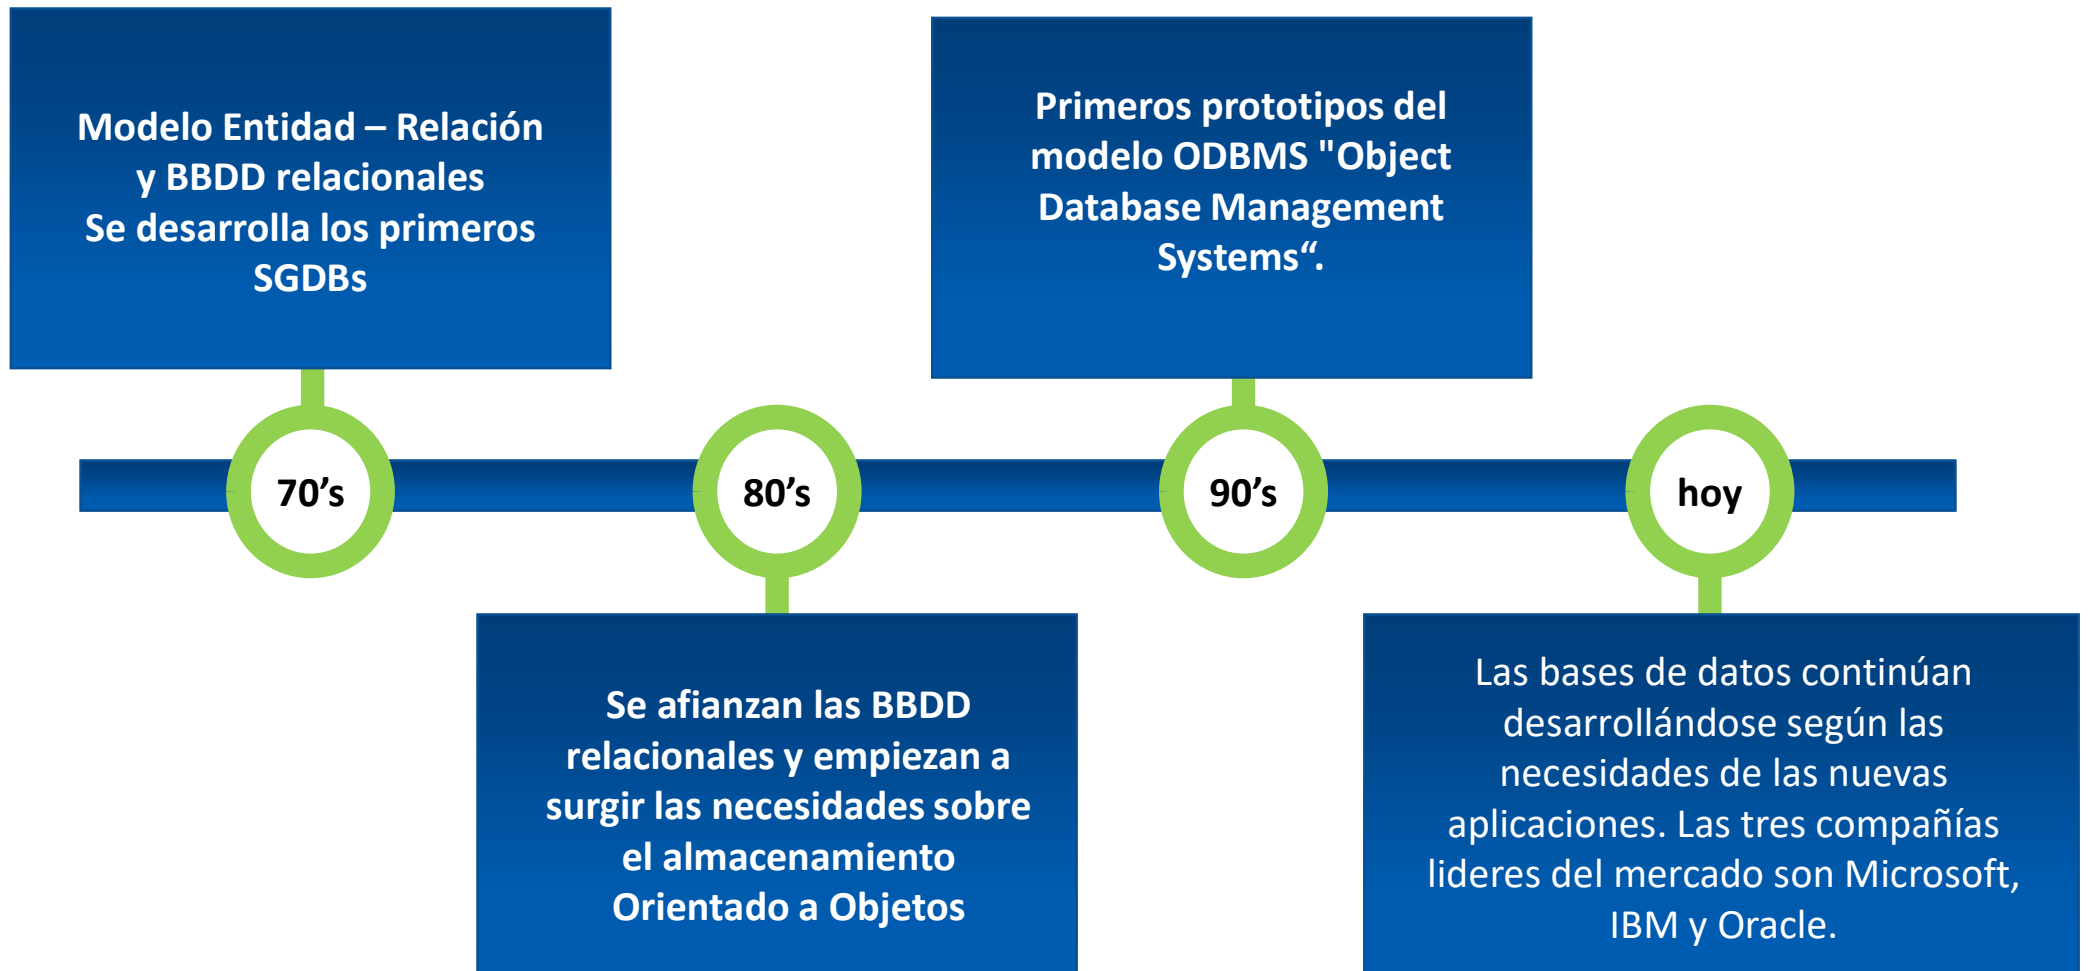 Modelo Entidad – Relación
y BBDD relacionales
Se desarrolla los primeros
SGDBs
Primeros prototipos del
modelo ODBMS "Object
Database Management
Systems“.
70’s
80’s
90’s
hoy
Se afianzan las BBDD
relacionales y empiezan a
surgir las necesidades sobre
el almacenamiento
Orientado a Objetos
Las bases de datos continúan
desarrollándose según las
necesidades de las nuevas
aplicaciones. Las tres compañías
lideres del mercado son Microsoft,
IBM y Oracle.